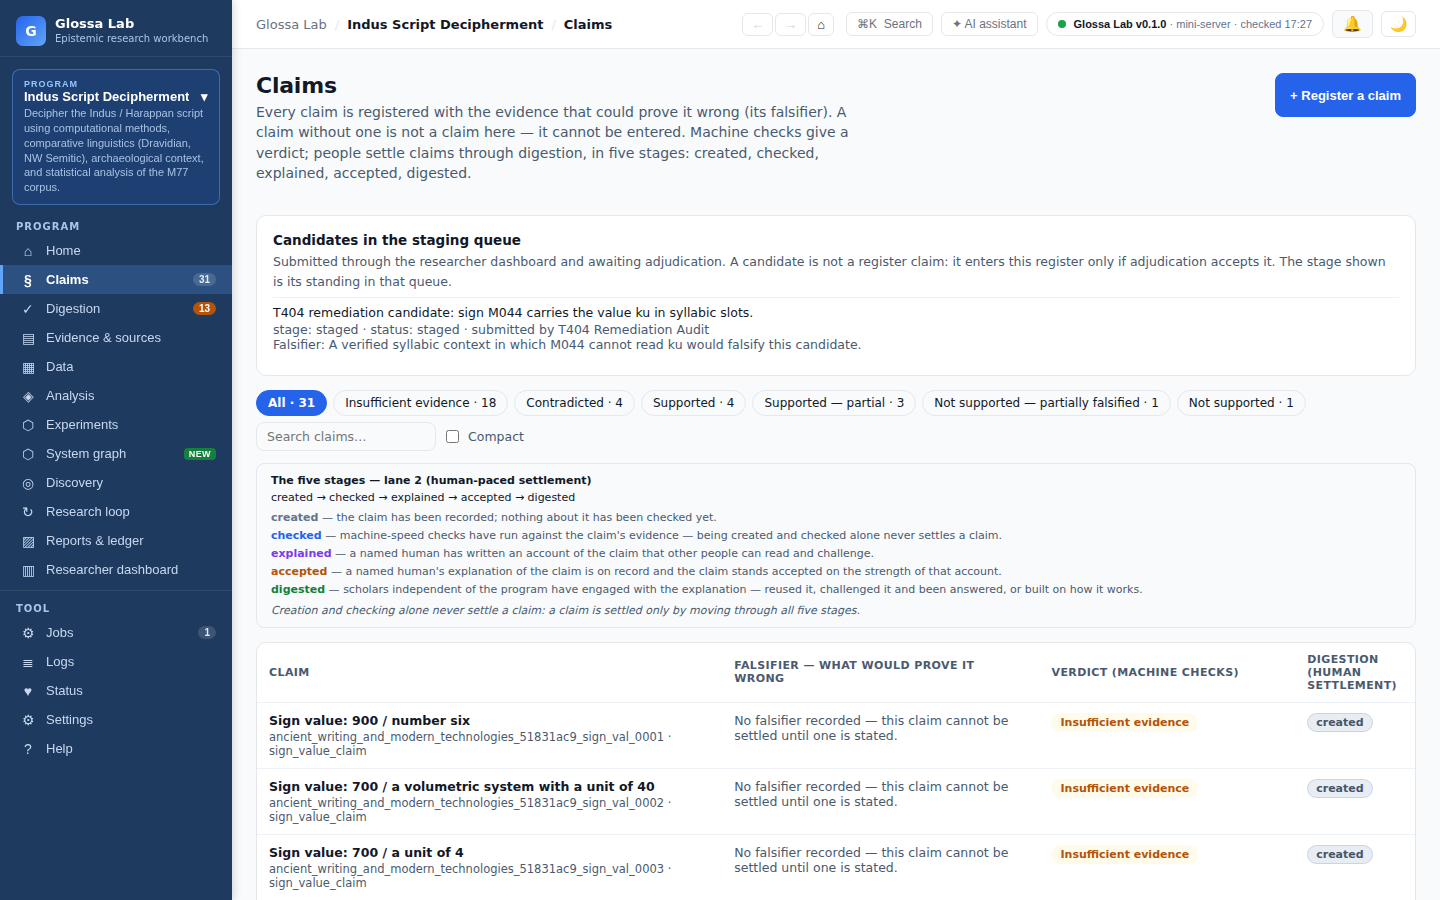 G
Glossa Lab
Epistemic research workbench
PROGRAM
Indus Script Decipherment ▼
Decipher the Indus / Harappan script
using computational methods,
comparative linguistics (Dravidian,
NW Semitic), archaeological context,
and statistical analysis of the M77
corpus.
PROGRAM
Home
§ Claims 31
✓ Digestion 13
Evidence & sources
Data
Analysis
Experiments
System graph NEW
Discovery
Research loop
Reports & ledger
Researcher dashboard
TOOL
Jobs 1
Logs
Status
Settings
? Help
Glossa Lab / Indus Script Decipherment / Claims
← → ⌂ ⌘K Search ✦ AI assistant Glossa Lab v0.1.0 · mini-server · checked 17:27
Claims
+ Register a claim
Every claim is registered with the evidence that could prove it wrong (its falsifier). A
claim without one is not a claim here — it cannot be entered. Machine checks give a
verdict; people settle claims through digestion, in five stages: created, checked,
explained, accepted, digested.
Candidates in the staging queue
Submitted through the researcher dashboard and awaiting adjudication. A candidate is not a register claim: it enters this register only if adjudication accepts it. The stage shown
is its standing in that queue.
T404 remediation candidate: sign M044 carries the value ku in syllabic slots.
stage: staged · status: staged · submitted by T404 Remediation Audit
Falsifier: A verified syllabic context in which M044 cannot read ku would falsify this candidate.
All · 31 Insufficient evidence · 18 Contradicted · 4 Supported · 4 Supported — partial · 3 Not supported — partially falsified · 1 Not supported · 1
Search claims… Compact
The five stages — lane 2 (human-paced settlement)
created → checked → explained → accepted → digested
created — the claim has been recorded; nothing about it has been checked yet.
checked — machine-speed checks have run against the claim's evidence — being created and checked alone never settles a claim.
explained — a named human has written an account of the claim that other people can read and challenge.
accepted — a named human's explanation of the claim is on record and the claim stands accepted on the strength of that account.
digested — scholars independent of the program have engaged with the explanation — reused it, challenged it and been answered, or built on how it works.
Creation and checking alone never settle a claim: a claim is settled only by moving through all five stages.
CLAIM
FALSIFIER — WHAT WOULD PROVE IT
WRONG
VERDICT (MACHINE CHECKS)
DIGESTION
(HUMAN
SETTLEMENT)
Sign value: 900 / number six
ancient_writing_and_modern_technologies_51831ac9_sign_val_0001 ·
sign_value_claim
No falsifier recorded — this claim cannot be
settled until one is stated.
Insufficient evidence
created
Sign value: 700 / a volumetric system with a unit of 40
ancient_writing_and_modern_technologies_51831ac9_sign_val_0002 ·
sign_value_claim
No falsifier recorded — this claim cannot be
settled until one is stated.
Insufficient evidence
created
Sign value: 700 / a unit of 4
ancient_writing_and_modern_technologies_51831ac9_sign_val_0003 ·
sign_value_claim
No falsifier recorded — this claim cannot be
settled until one is stated.
Insufficient evidence
created